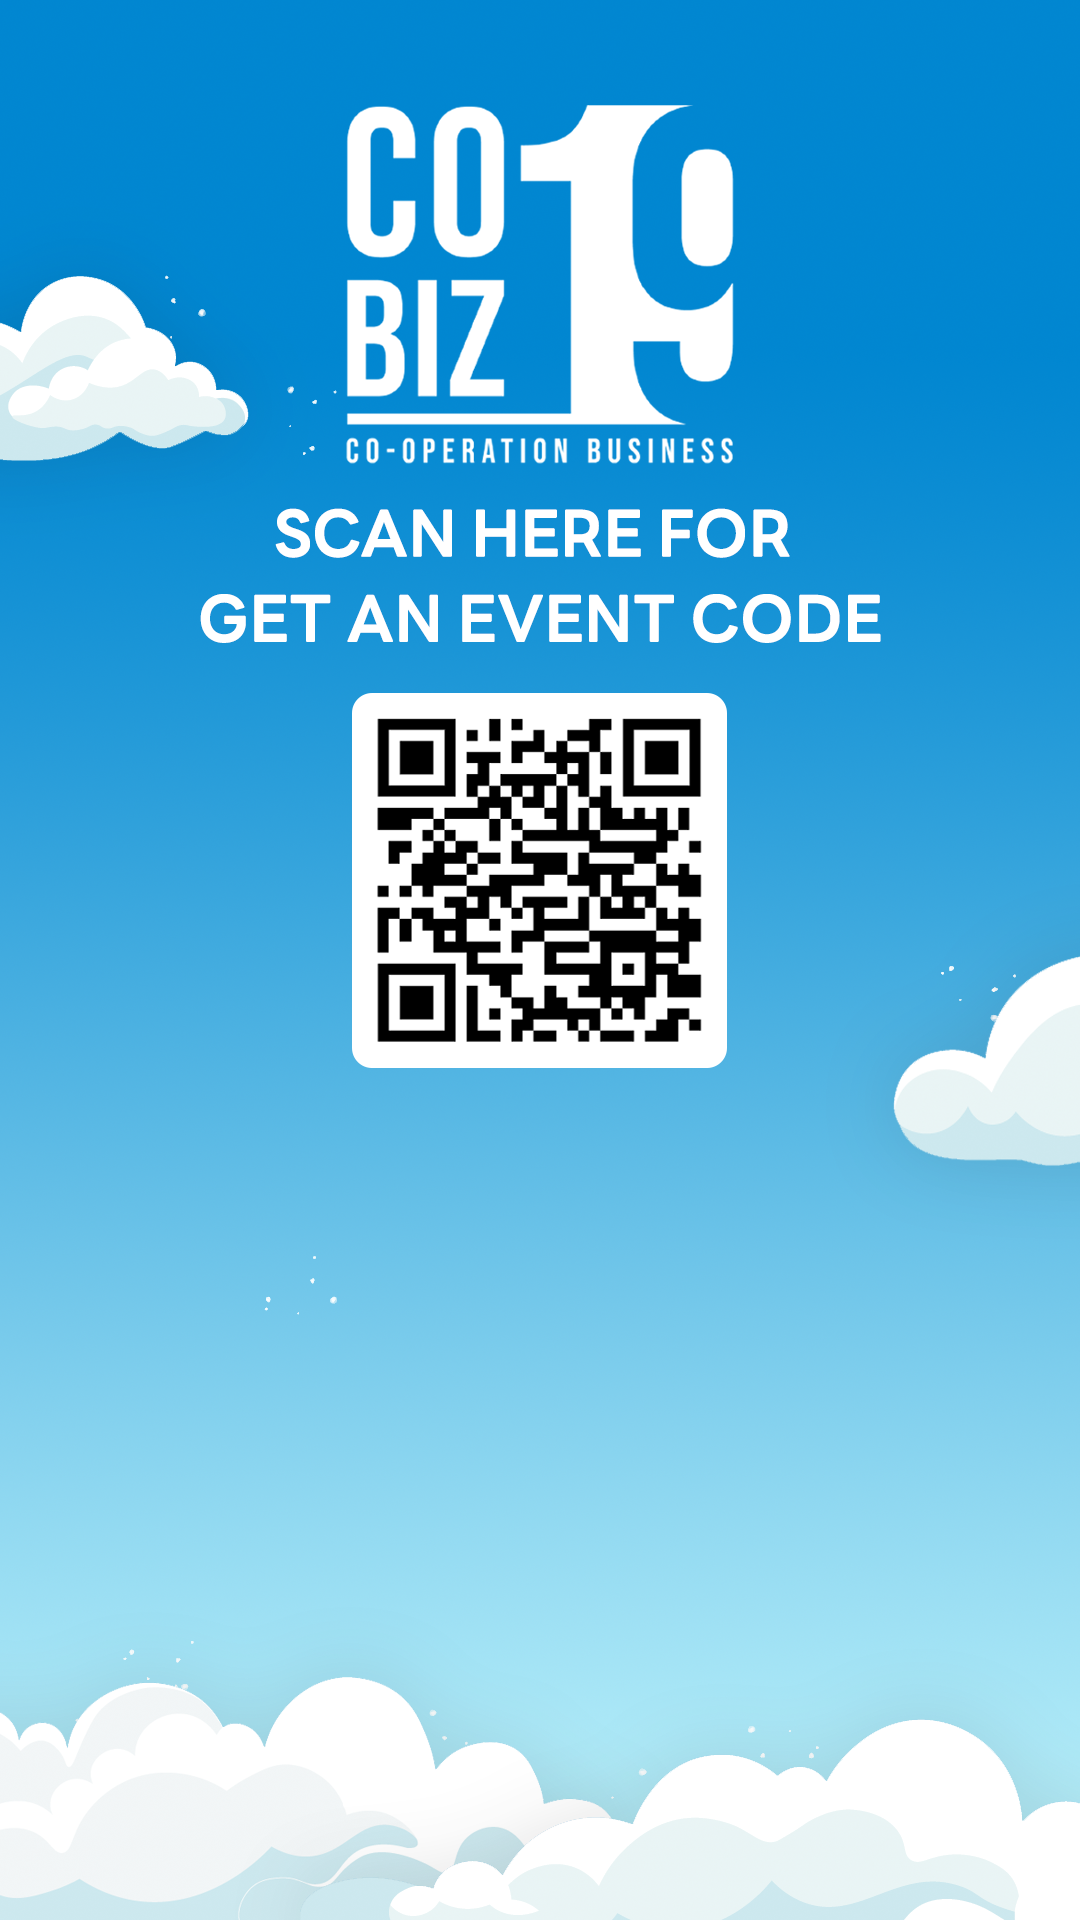 CO
BIZ
19
CO-OPERATION BUSINESS
SCAN HERE FOR
GET AN EVENT CODE